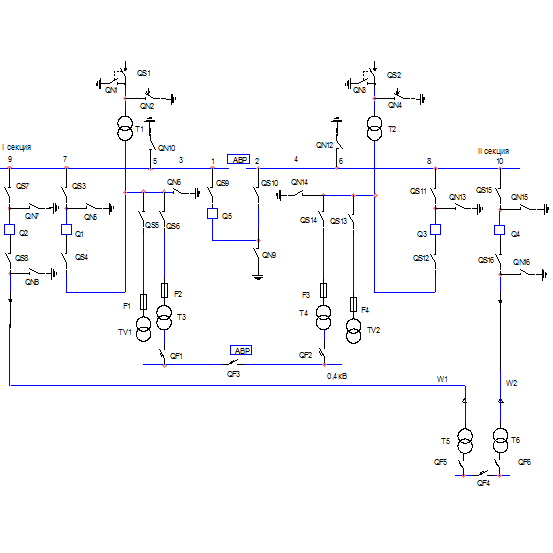 QS1
QN1
QN2
T1
QS2
QN3
QN4
T2
I секция
9
7
QN10
5
3
1
АВР
2
4
QN12
6
8
II секция
10
QS7
QS3
QN6
QS9
QS10
QN14
QS11
QS15
QN7
QN5
QS5
QS6
QS14
QS13
QN13
QN15
Q2
Q1
Q5
Q3
Q4
QS8
QS4
QN9
QS12
QS16
QN8
QN16
F1
F2
F3
F4
TV1
T3
T4
TV2
QF1
АВР
QF2
QF3
0,4 кВ
W1
W2
T5
T6
QF5
QF6
QF4